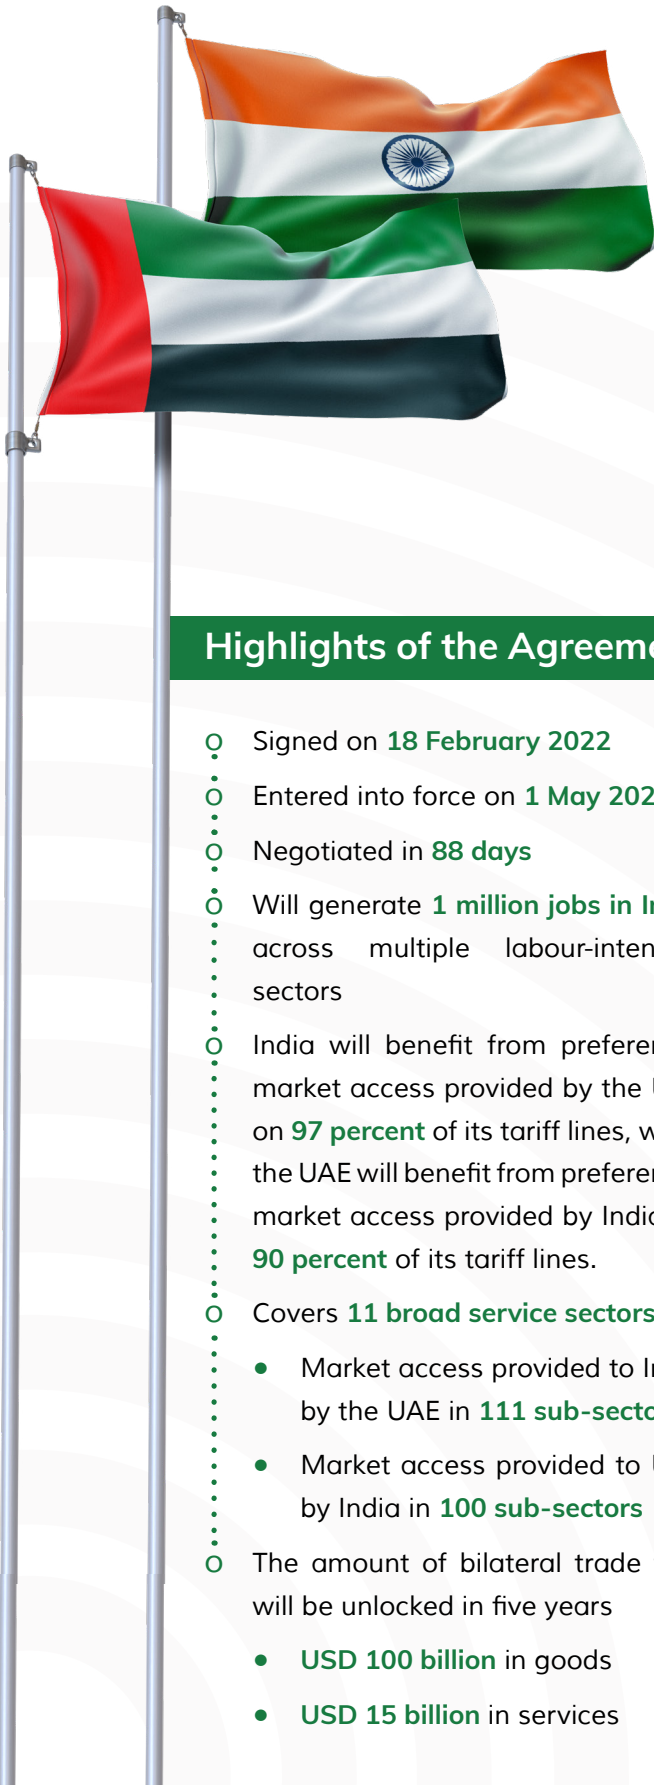 Highlights of the Agreem
o Signed on 18 February 2022
o Entered into force on 1 May 202
o Negotiated in 88 days
o Will generate 1 million jobs in I
across multiple labour-inten
sectors
o India will benefit from prefere
market access provided by the
on 97 percent of its tariff lines, w
the UAE will benefit from prefere
market access provided by Indi
90 percent of its tariff lines.
o Covers 11 broad service sectors
• Market access provided to I
by the UAE in 111 sub-sect
• Market access provided to U
by India in 100 sub-sectors
o The amount of bilateral trade
will be unlocked in five years
• USD 100 billion in goods
• USD 15 billion in services